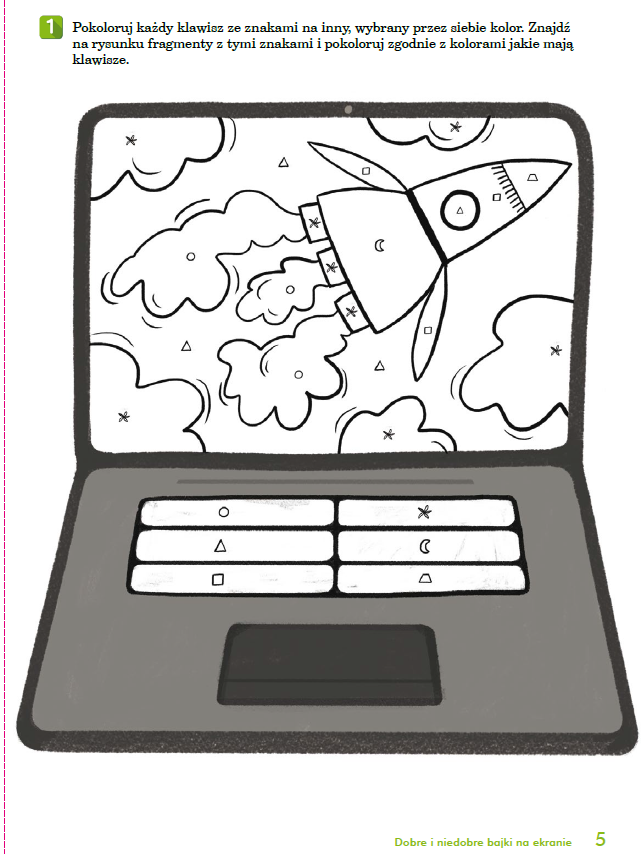 1
Pokoloruj każdy klawisz ze znakami na inny, wybrany przez siebie kolor. Znajdź
na rysunku fragmenty z tymi znakami i pokoloruj zgodnie z kolorami jakie mają
klawisze.
Dobre i niedobre bajki na ekranie 5